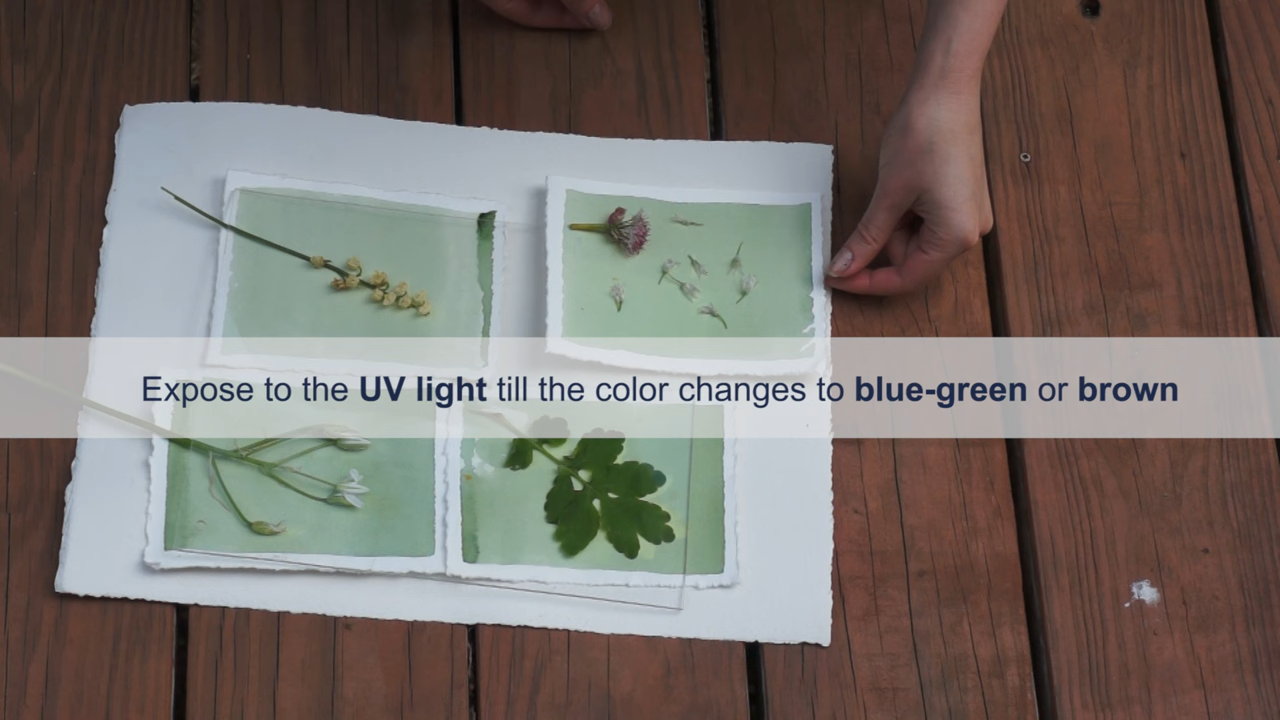 Expose to the UV light till the color changes to blue-green or brown